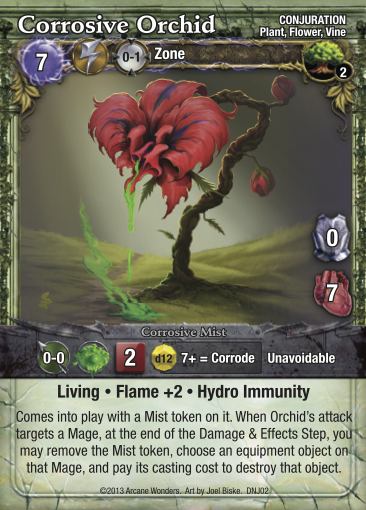 Corrosive Orchid
CONJURATION
Plant, Flower, Vine
7
0-1
Zone
2
0
7
Corrosive Mist
0-0 2 d12 7+ = Corrode Unavoidable
Living • Flame +2 • Hydro Immunity
Comes into play with a Mist token on it. When Orchid's attack
targets a Mage, at the end of the Damage & Effects Step, you
may remove the Mist token, choose an equipment object on
that Mage, and pay its casting cost to destroy that object.
©2013 Arcane Wonders. Art by Joel Biske. DNJ02